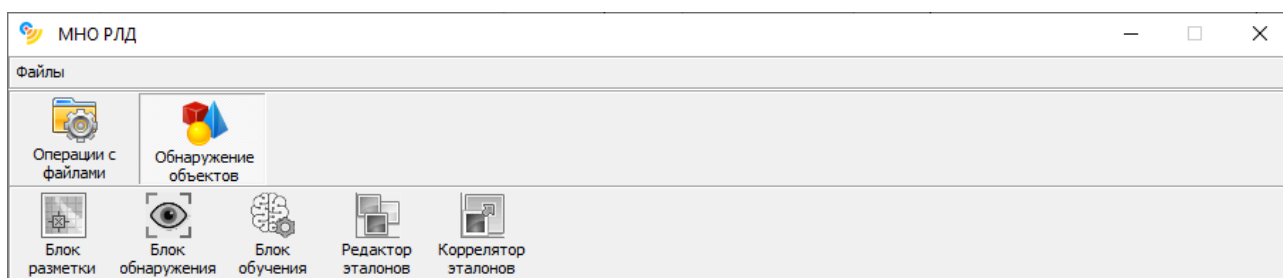 МНО РЛД
Файлы
Операции с
файлами
Обнаружение
объектов
Блок
разметки
Блок
обнаружения
Блок
обучения
Редактор
эталонов
Коррелятор
эталонов